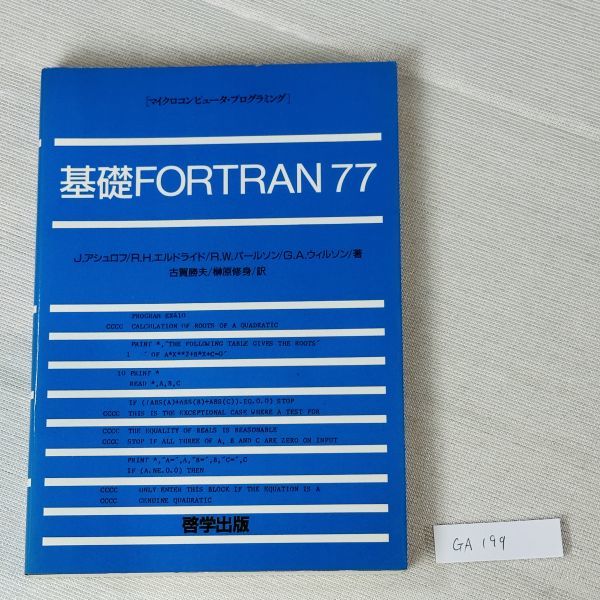 [マイクロコンピュータ・プログラミング]
基礎FORTRAN 77
J.アシュロフ/R.H.エルドライド/R.W.パールソン/G.A.ウィルソン/著
古賀勝夫/榊原修身/訳
PROGRAM EXA10
CCCC CALCULATION OF ROOTS OF A QUADRATIC
PRINT *,'THE FOLLOWING TABLE GIVES THE ROOTS'
1 ' OF A*X**2+B*X+C=0'
10 PRINT *
READ *,A,B,C
IF ((ABS(A)+ABS(B)+ABS(C)).EQ.0.0) STOP
CCCC THIS IS THE EXCEPTIONAL CASE WHERE A TEST FOR
CCCC THE EQUALITY OF REALS IS REASONABLE
CCCC STOP IF ALL THREE OF A, B AND C ARE ZERO ON INPUT
PRINT *,'A=',A,'B=',B,'C=',C
IF (A.NE.0.0) THEN
CCCC ONLY ENTER THIS BLOCK IF THE EQUATION IS A
CCCC GENUINE QUADRATIC
啓学出版
GA 199